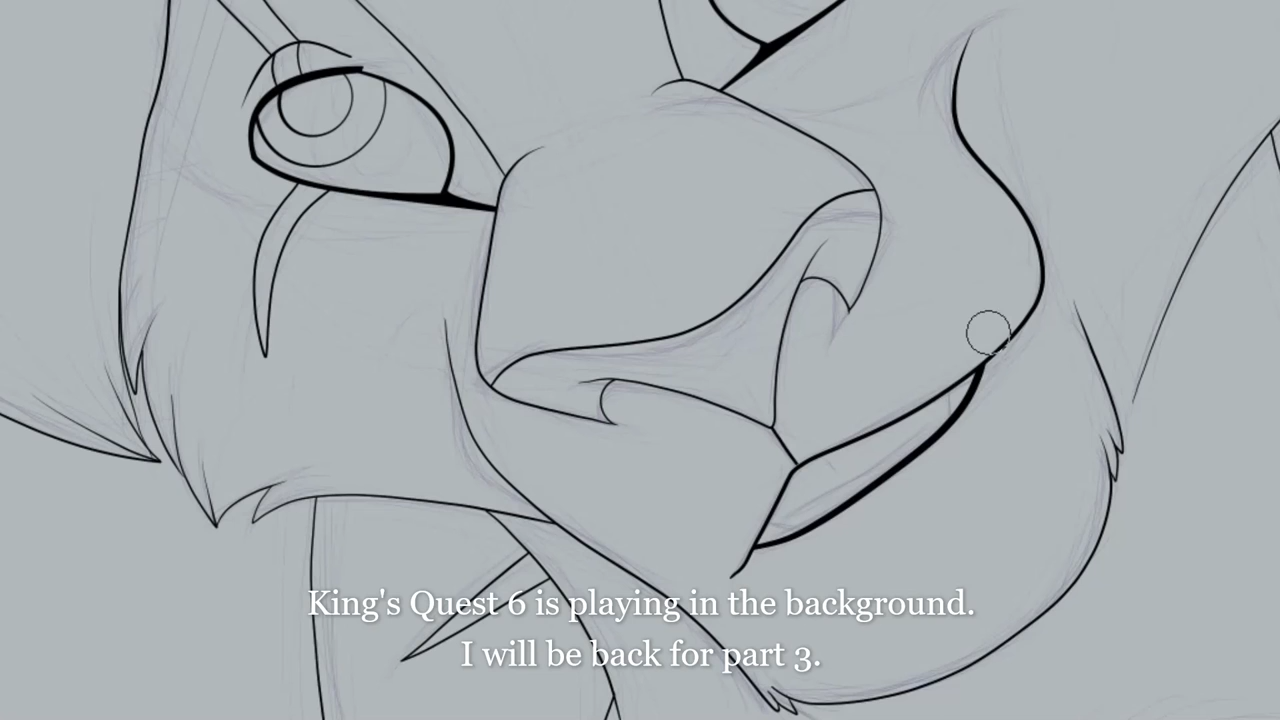 King's Quest 6 is playing in the background.
I will be back for part 3.